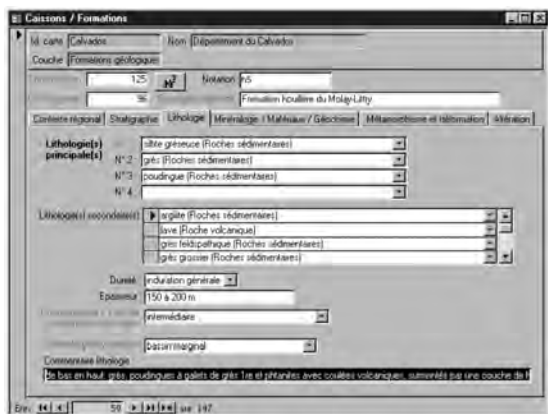 Caissons / Formations
Id. carte Calvados Nom Département du Calvados
Couche Formations géologiques
125 N? Notation h5
96 Formation houillère du Molay-Littry
Contexte régional Stratigraphie Lithologie Minéralogie / Matériaux / Géochimie Métamorphisme et déformation Altération
Lithologie(s) siltite gréseuse (Roches sédimentaires)
principale(s) N° 2 grès (Roches sédimentaires)
N° 3 poudingue (Roches sédimentaires)
N° 4
Lithologie(s) secondaire(s) argilite (Roches sédimentaires)
lave (Roche volcanique)
grès feldspathique (Roches sédimentaires)
grès grossier (Roches sédimentaires)
Dureté induration générale
Epaisseur 150 à 200 m
intermédiaire
bassin marginal
Commentaire lithologie
de bas en haut: grès, poudingues à galets de grès 1re et phtanites avec coulées volcaniques, surmontés par une couche de
Enr. 59 sur 147